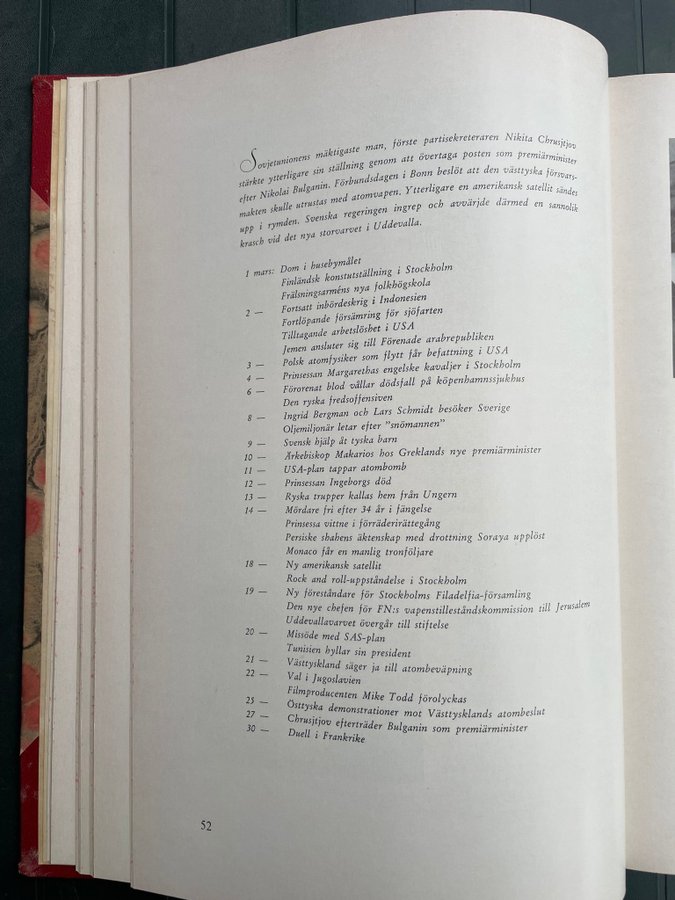 Sovjetunionens mäktigaste man, förste partisekreteraren Nikita Chrusjtjov
stärkte ytterligare sin ställning genom att övertaga posten som premiärminister
efter Nikolai Bulganin. Förbundsdagen i Bonn beslöt att den västtyska försvars-
makten skulle utrustas med atomvapen. Ytterligare en amerikansk satellit sändes
upp i rymden. Svenska regeringen ingrep och avvärjde därmed en sannolik
krasch vid det nya storvarvet i Uddevalla.
1 mars: Dom i husebymålet
Finländsk konstutställning i Stockholm
Frälsningsarméns nya folkhögskola
2 — Fortsatt inbördeskrig i Indonesien
Fortlöpande försämring för sjöfarten
Tilltagande arbetslöshet i USA
Jemen ansluter sig till Förenade arabrepubliken
3 — Polsk atomfysiker som flytt får befattning i USA
4 — Prinsessan Margarethas engelske kavaljer i Stockholm
6 — Förorenat blod vållar dödsfall på köpenhamnssjukhus
Den ryska fredsoffensiven
8 — Ingrid Bergman och Lars Schmidt besöker Sverige
Oljemiljonär letar efter "snömannen"
9 — Svensk hjälp åt tyska barn
10 — Ärkebiskop Makarios hos Greklands nye premiärminister
11 — USA-plan tappar atombomb
12 — Prinsessan Ingeborgs död
13 — Ryska trupper kallas hem från Ungern
14 — Mördare fri efter 34 år i fängelse
Prinsessa vittne i förräderirättegång
Persiske shahens äktenskap med drottning Soraya upplöst
Monaco får en manlig tronföljare
18 — Ny amerikansk satellit
Rock and roll-uppståndelse i Stockholm
19 — Ny föreståndare för Stockholms Filadelfia-församling
Den nye chefen för FN:s vapenstilleståndskommission till Jerusalem
Uddevallavarvet övergår till stiftelse
20 — Missöde med SAS-plan
Tunisien hyllar sin president
21 — Västtyskland säger ja till atombeväpning
22 — Val i Jugoslavien
Filmproducenten Mike Todd förolyckas
25 — Östtyska demonstrationer mot Västtysklands atombeslut
27 — Chrusjtjov efterträder Bulganin som premiärminister
30 — Duell i Frankrike
52